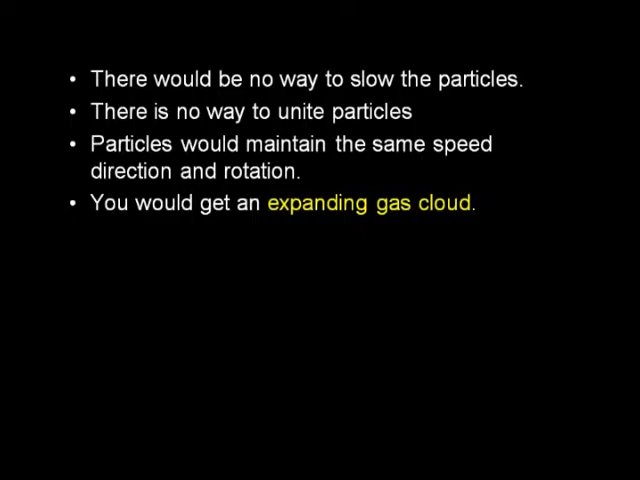 • There would be no way to slow the particles.
• There is no way to unite particles
• Particles would maintain the same speed
direction and rotation.
• You would get an expanding gas cloud.